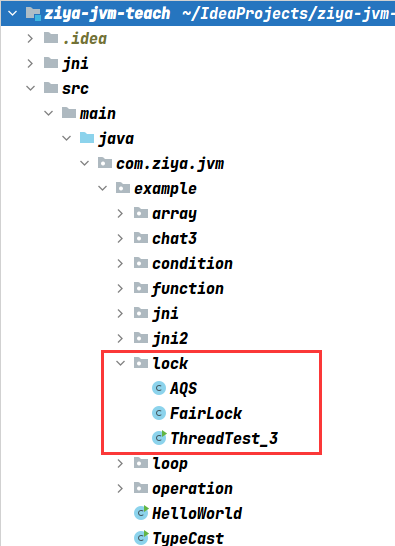 ziya-jvm-teach ~/IdeaProjects/ziya-jvm-
.idea
jni
src
main
java
com.ziya.jvm
example
array
chat3
condition
function
jni
jni2
lock
AQS
FairLock
ThreadTest_3
loop
operation
HelloWorld
TypeCast